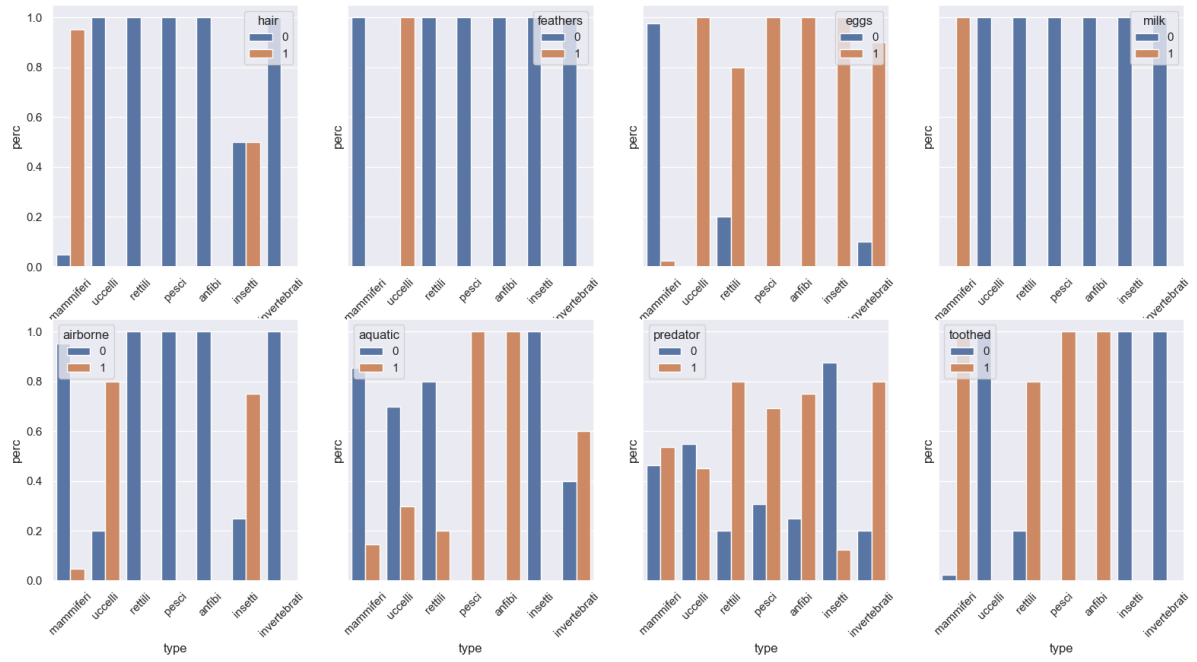 hair
0
1
feathers
0
1
eggs
0
1
milk
0
1
1.0
0.8
0.6
0.4
0.2
0.0
perc
perc
perc
perc
mammiferi
uccelli
rettili
pesci
anfibi
insetti
invertebrati
mammiferi
uccelli
rettili
pesci
anfibi
insetti
invertebrati
mammiferi
uccelli
rettili
pesci
anfibi
insetti
invertebrati
mammiferi
uccelli
rettili
pesci
anfibi
insetti
invertebrati
airborne
0
1
aquatic
0
1
predator
0
1
toothed
0
1
1.0
0.8
0.6
0.4
0.2
0.0
perc
perc
perc
perc
mammiferi
uccelli
rettili
pesci
anfibi
insetti
invertebrati
mammiferi
uccelli
rettili
pesci
anfibi
insetti
invertebrati
mammiferi
uccelli
rettili
pesci
anfibi
insetti
invertebrati
mammiferi
uccelli
rettili
pesci
anfibi
insetti
invertebrati
type
type
type
type